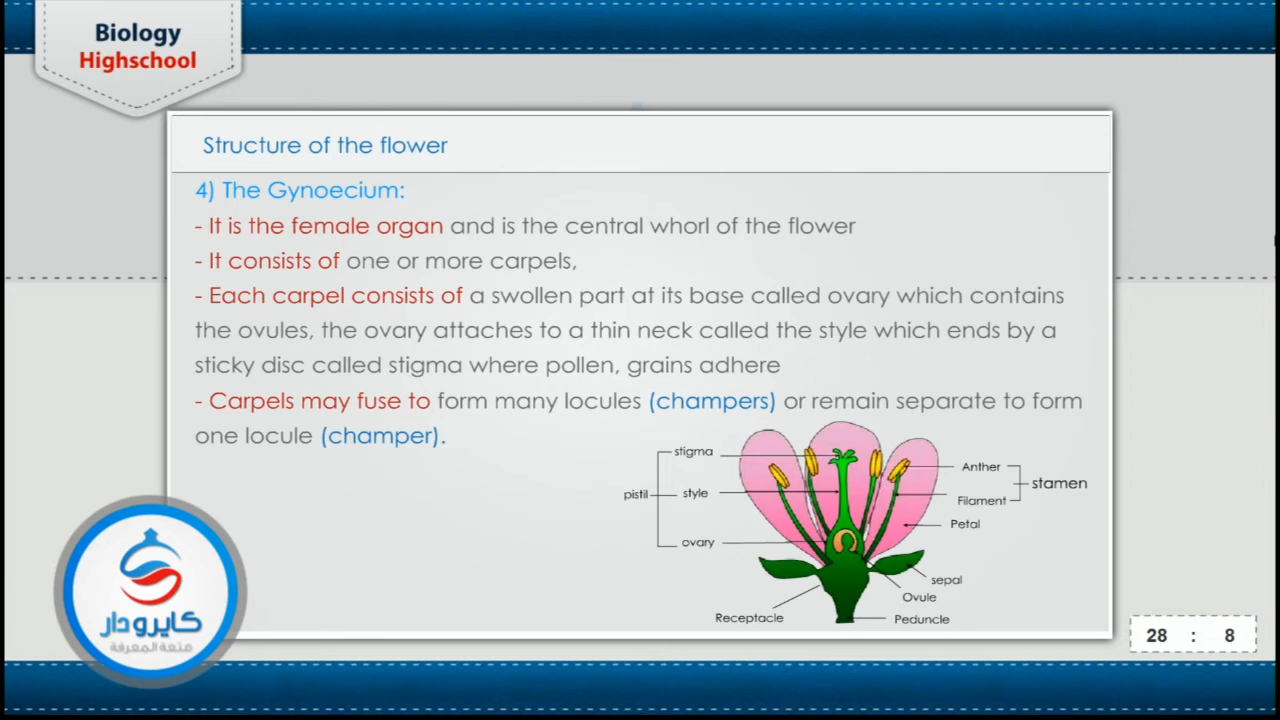 Biology
Highschool
Structure of the flower
4) The Gynoecium:
- It is the female organ and is the central whorl of the flower
- It consists of one or more carpels,
- Each carpel consists of a swollen part at its base called ovary which contains
the ovules, the ovary attaches to a thin neck called the style which ends by a
sticky disc called stigma where pollen, grains adhere
- Carpels may fuse to form many locules (champers) or remain separate to form
one locule (champer).
stigma
pistil
style
ovary
Receptacle
Anther
stamen
Filament
Petal
sepal
Ovule
Peduncle
كايرودار
متعة المعرفة
28 : 8